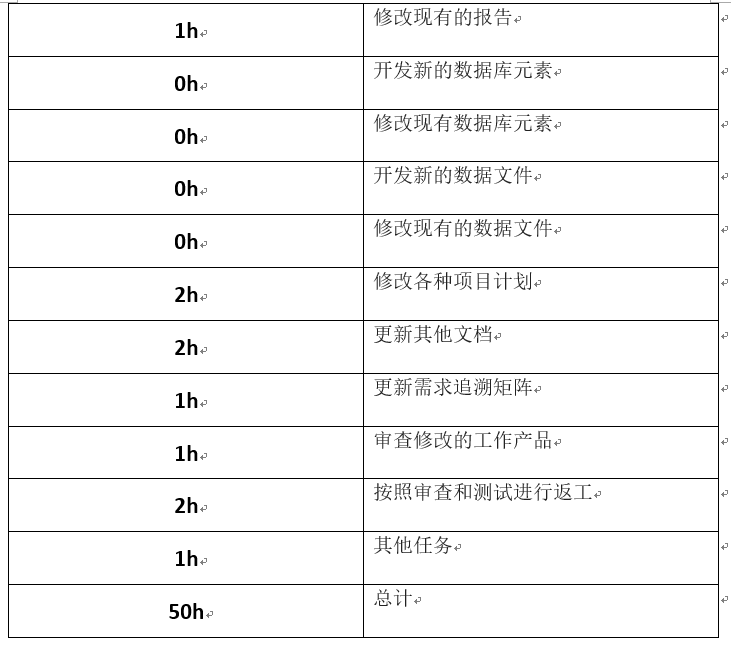 1h 修改现有的报告
0h 开发新的数据库元素
0h 修改现有数据库元素
0h 开发新的数据文件
0h 修改现有的数据文件
2h 修改各种项目计划
2h 更新其他文档
1h 更新需求追溯矩阵
1h 审查修改的工作产品
2h 按照审查和测试进行返工
1h 其他任务
50h 总计